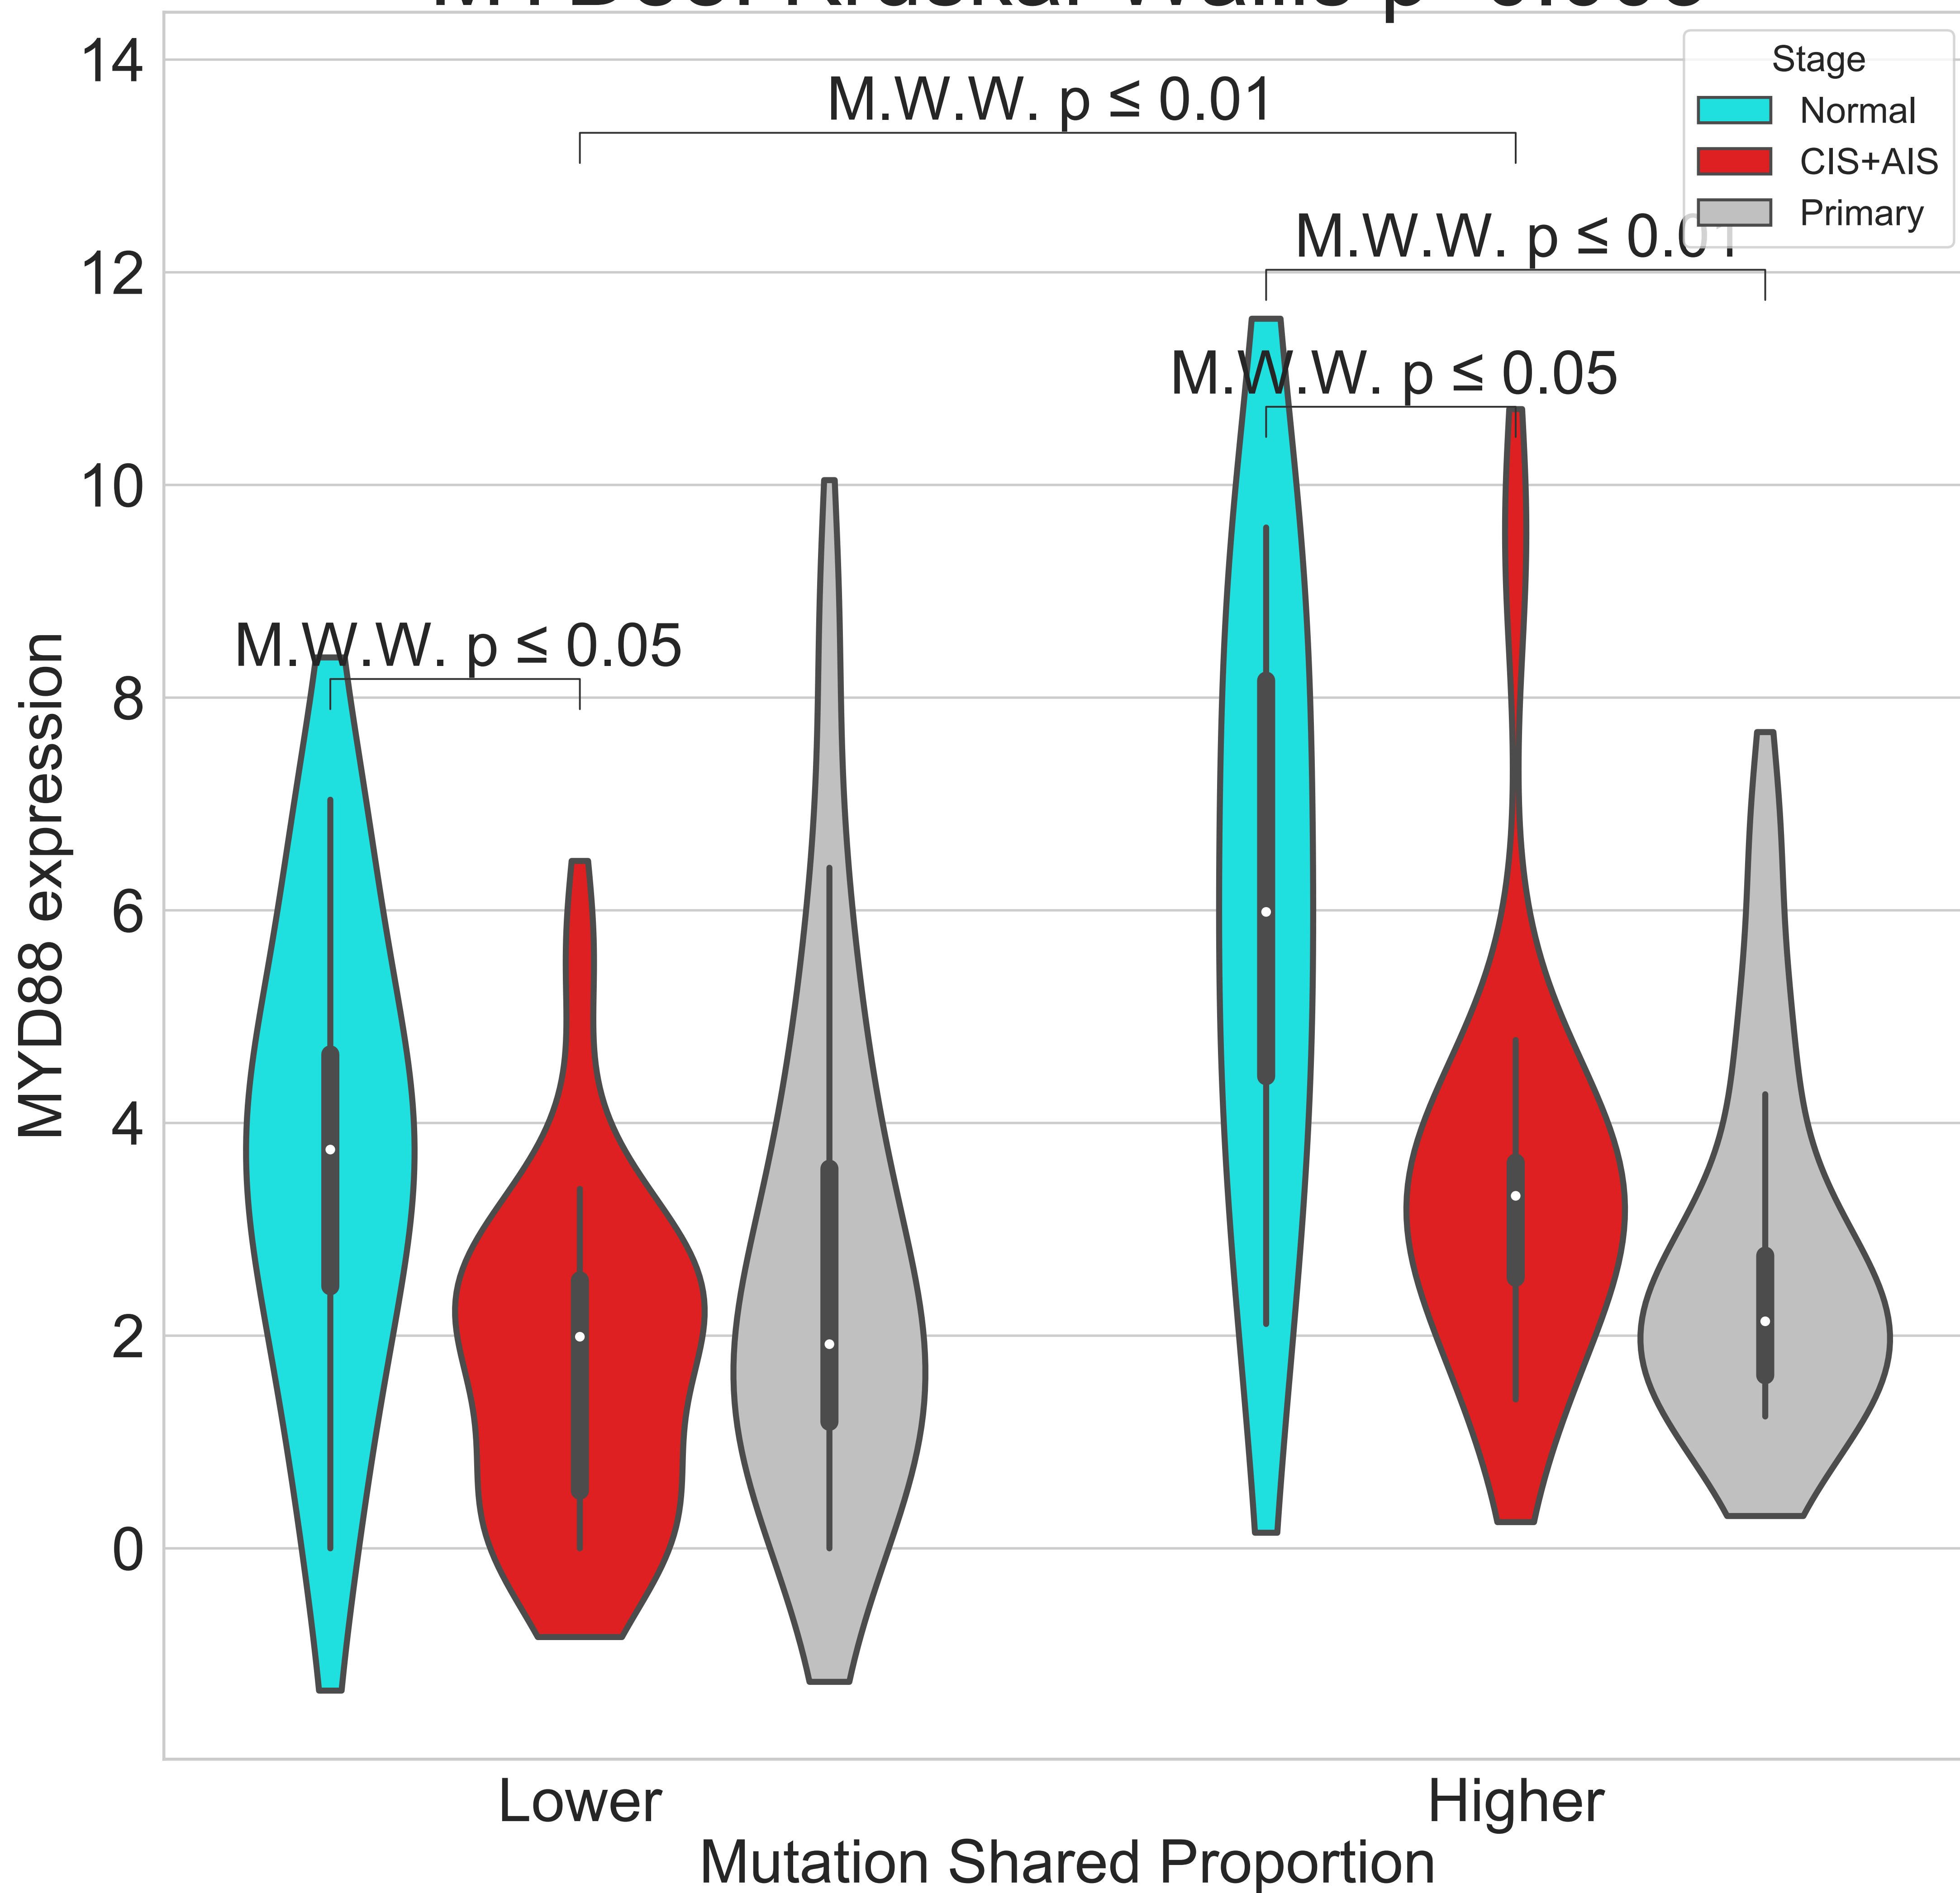 14
12
10
8
6
4
2
0
MYD88 expression
M.W.W. p ≤ 0.01
M.W.W. p ≤ 0.01
M.W.W. p ≤ 0.05
M.W.W. p ≤ 0.05
Stage
Normal
CIS+AIS
Primary
Lower
Higher
Mutation Shared Proportion